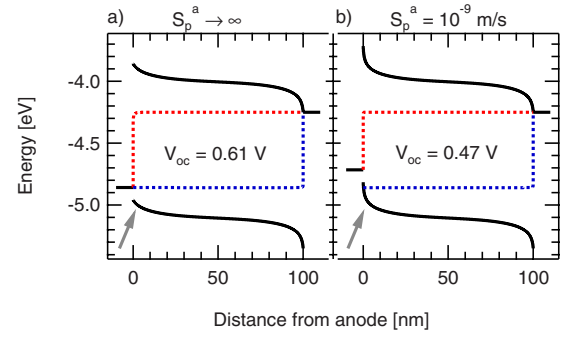 a) S_p^a → ∞
b) S_p^a = 10^-9 m/s
Energy [eV]
-4.0
-4.5
-5.0
V_oc = 0.61 V
V_oc = 0.47 V
0 50 100
0 50 100
Distance from anode [nm]